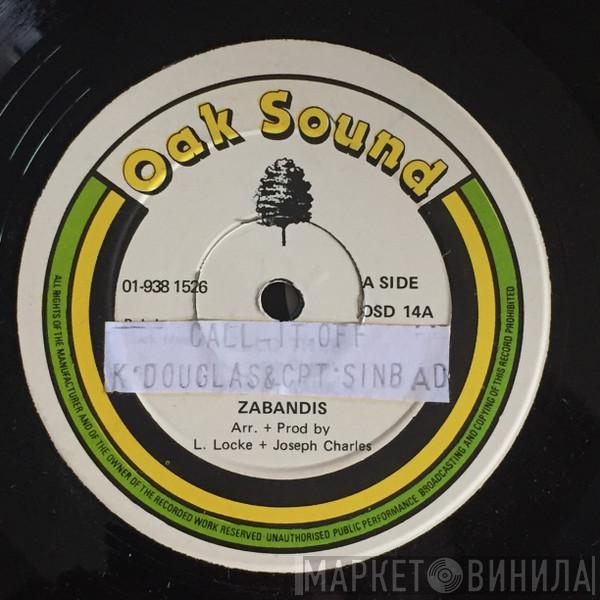 Oak Sound
01-938 1526
A SIDE
OSD 14A
CALL IT OFF
K·DOUGLAS&CPT·SINBAD
ZABANDIS
Arr. + Prod by
L. Locke + Joseph Charles
ALL RIGHTS OF THE MANUFACTURER AND OF THE OWNER OF THE RECORDED WORK RESERVED · UNAUTHORISED PUBLIC PERFORMANCE BROADCASTING AND COPYING OF THIS RECORD PROHIBITED
МАРКЕТ ВИНИЛА